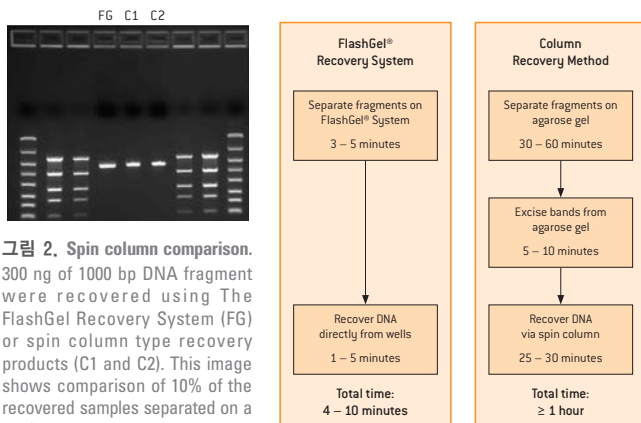 FG C1 C2
그림 2. Spin column comparison.
300 ng of 1000 bp DNA fragment
were recovered using The
FlashGel Recovery System (FG)
or spin column type recovery
products (C1 and C2). This image
shows comparison of 10% of the
recovered samples separated on a
FlashGel®
Recovery System
Separate fragments on
FlashGel® System
3 – 5 minutes
Recover DNA
directly from wells
1 – 5 minutes
Total time:
4 – 10 minutes
Column
Recovery Method
Separate fragments on
agarose gel
30 – 60 minutes
Excise bands from
agarose gel
5 – 10 minutes
Recover DNA
via spin column
25 – 30 minutes
Total time:
≥ 1 hour